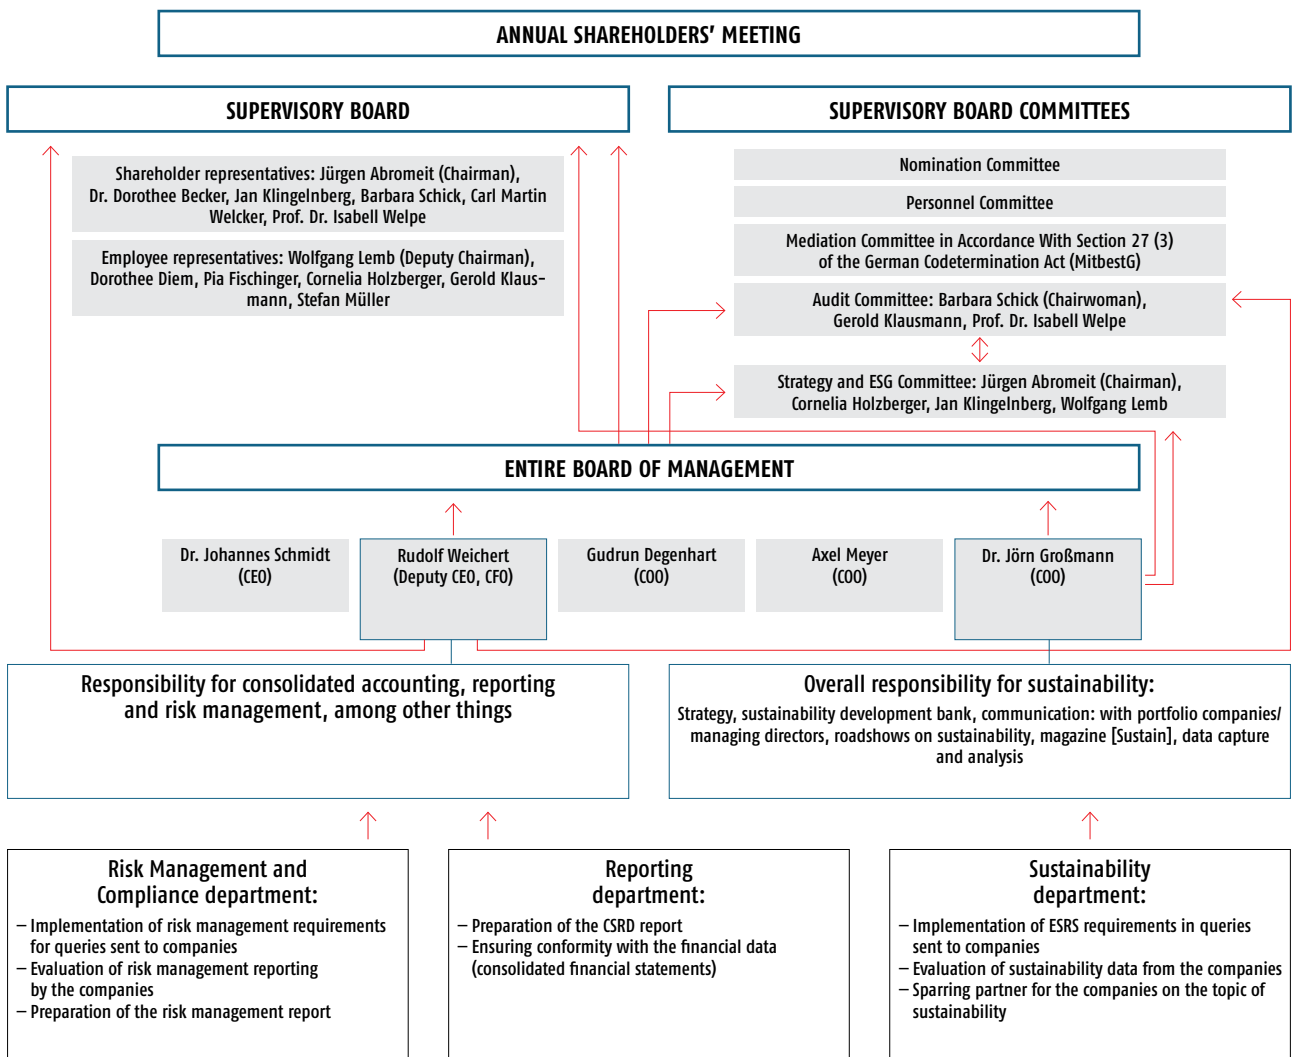 ANNUAL SHAREHOLDERS’ MEETING
SUPERVISORY BOARD
Shareholder representatives: Jürgen Abromeit (Chairman),
Dr. Dorothee Becker, Jan Klingelnberg, Barbara Schick, Carl Martin
Welcker, Prof. Dr. Isabell Welpe
Employee representatives: Wolfgang Lemb (Deputy Chairman),
Dorothee Diem, Pia Fischinger, Cornelia Holzberger, Gerold Klaus-
mann, Stefan Müller
SUPERVISORY BOARD COMMITTEES
Nomination Committee
Personnel Committee
Mediation Committee in Accordance With Section 27 (3)
of the German Codetermination Act (MitbestG)
Audit Committee: Barbara Schick (Chairwoman),
Gerold Klausmann, Prof. Dr. Isabell Welpe
Strategy and ESG Committee: Jürgen Abromeit (Chairman),
Cornelia Holzberger, Jan Klingelnberg, Wolfgang Lemb
ENTIRE BOARD OF MANAGEMENT
Dr. Johannes Schmidt
(CEO)
Rudolf Weichert
(Deputy CEO, CFO)
Gudrun Degenhart
(COO)
Axel Meyer
(COO)
Dr. Jörn Großmann
(COO)
Responsibility for consolidated accounting, reporting
and risk management, among other things
Overall responsibility for sustainability:
Strategy, sustainability development bank, communication: with portfolio companies/
managing directors, roadshows on sustainability, magazine [Sustain], data capture
and analysis
Risk Management and
Compliance department:
– Implementation of risk management requirements
for queries sent to companies
– Evaluation of risk management reporting
by the companies
– Preparation of the risk management report
Reporting
department:
– Preparation of the CSRD report
– Ensuring conformity with the financial data
(consolidated financial statements)
Sustainability
department:
– Implementation of ESRS requirements in queries
sent to companies
– Evaluation of sustainability data from the companies
– Sparring partner for the companies on the topic of
sustainability